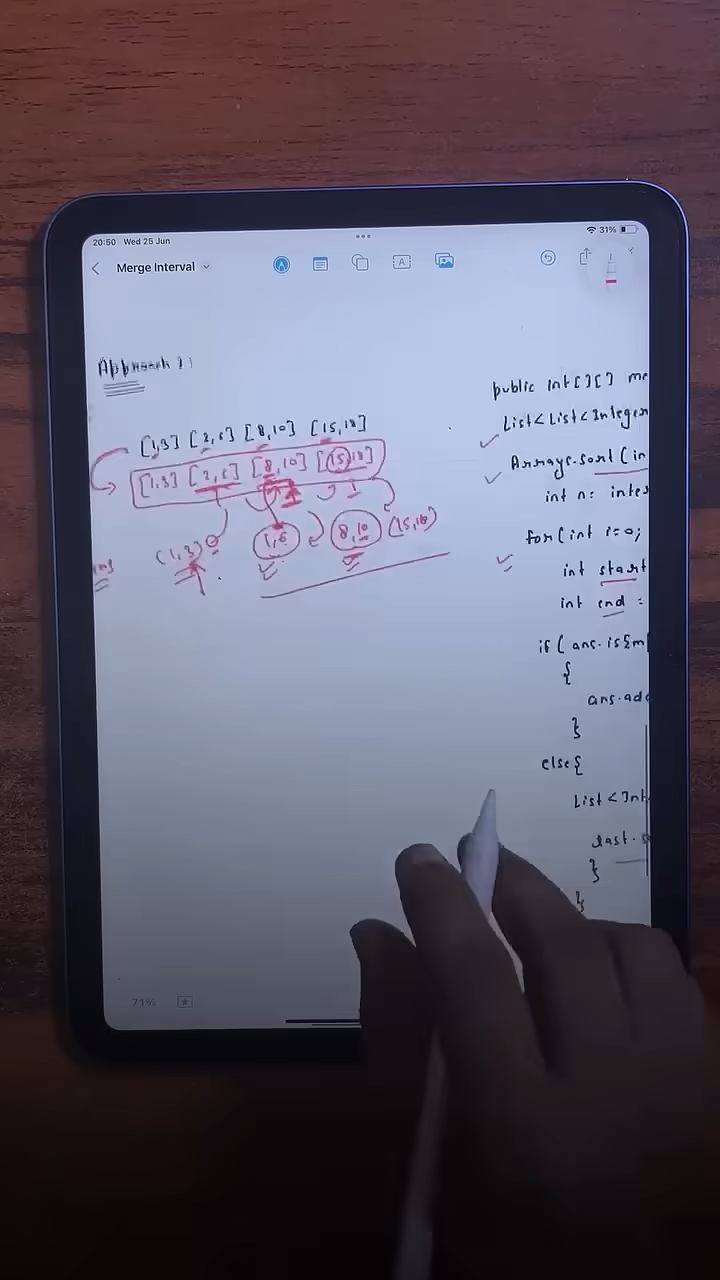 20:50 Wed 25 Jun
31%
Merge Interval
Approach 2:
[1,3] [2,6] [8,10] [15,18]
[1,3] [2,6] [8,10] [15,18]
(1,3)
1,6
8,10
(15,18)
public int[][] me
List<List<Integer
Arrays.sort(in
int n = inte
for(int i=0;
int start
int end =
if(ans.isEm
{
ans.add
}
else{
List<Int
last.s
}
}
71%